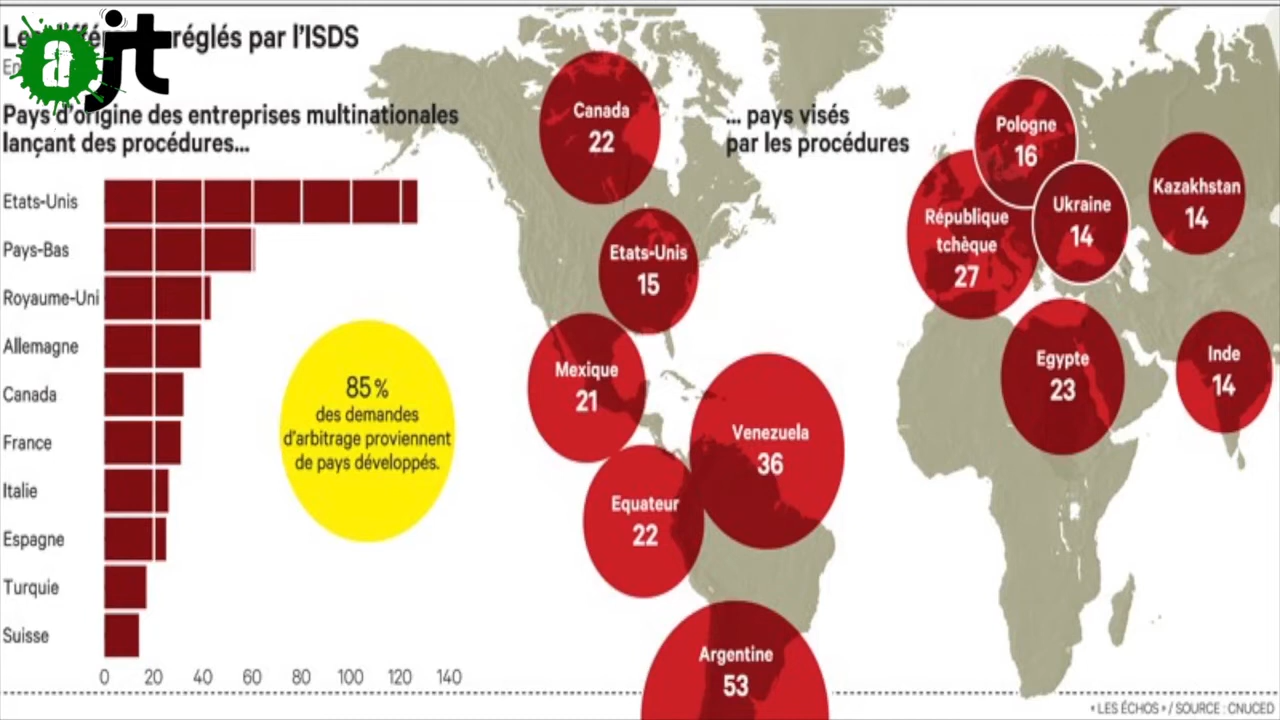 réglés par l'ISDS
a jt
Pays d'origine des entreprises multinationales
lançant des procédures...
... pays visés
par les procédures
Etats-Unis
Pays-Bas
Royaume-Uni
Allemagne
Canada
France
Italie
Espagne
Turquie
Suisse
0 20 40 60 80 100 120 140
85 %
des demandes
d'arbitrage proviennent
de pays développés.
Canada
22
Etats-Unis
15
Mexique
21
Venezuela
36
Equateur
22
Argentine
53
Pologne
16
République
tchèque
27
Ukraine
14
Kazakhstan
14
Egypte
23
Inde
14
« LES ÉCHOS » / SOURCE : CNUCED